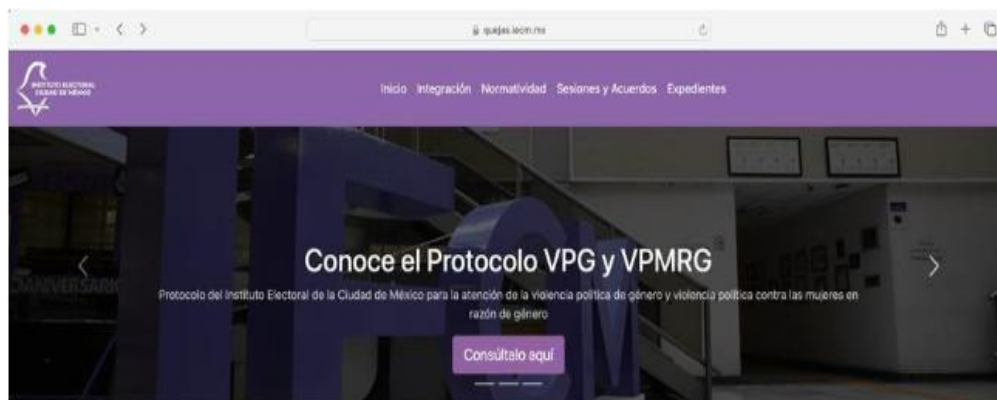 quejas.iecm.mx
INSTITUTO ELECTORAL
CIUDAD DE MÉXICO
Inicio Integración Normatividad Sesiones y Acuerdos Expedientes
IECM
ANIVERSARIO
Conoce el Protocolo VPG y VPMRG
Protocolo del Instituto Electoral de la Ciudad de México para la atención de la violencia política de género y violencia política contra las mujeres en
razón de género
Consúltalo aquí